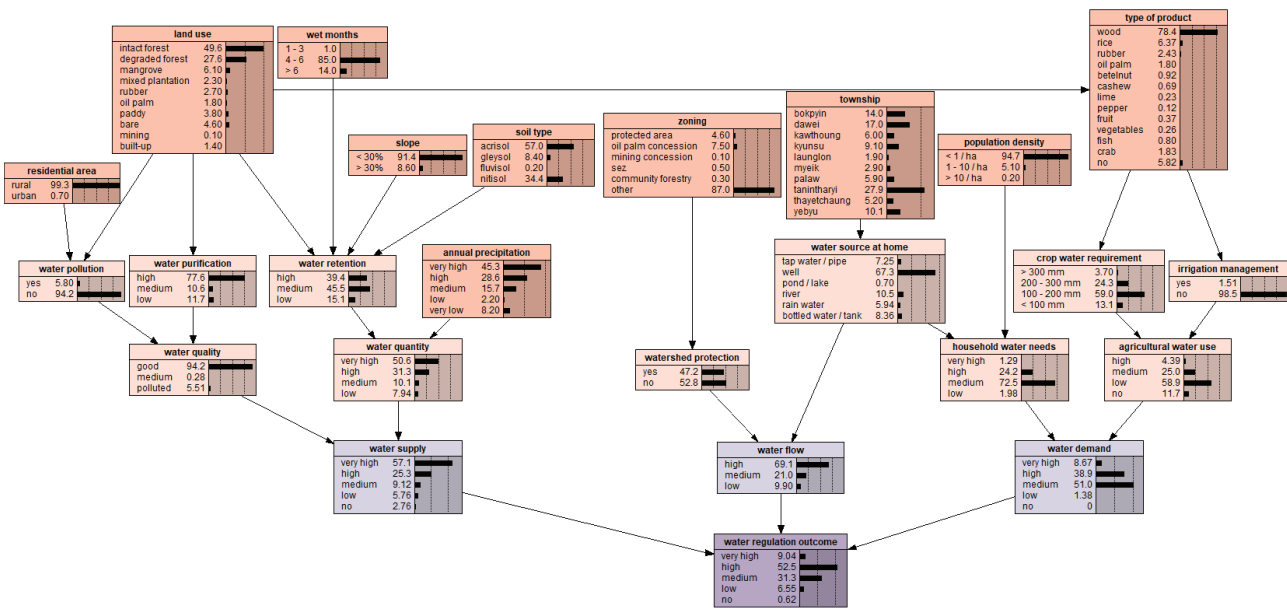 land use
intact forest 49.6
degraded forest 27.6
mangrove 6.10
mixed plantation 2.30
rubber 2.70
oil palm 1.80
paddy 3.80
bare 4.60
mining 0.10
built-up 1.40
wet months
1 - 3 1.0
4 - 6 85.0
> 6 14.0
type of product
wood 78.4
rice 6.37
rubber 2.43
oil palm 1.80
betelnut 0.92
cashew 0.69
lime 0.23
pepper 0.12
fruit 0.37
vegetables 0.26
fish 0.80
crab 1.83
no 5.82
township
bokpyin 14.0
dawei 17.0
kawthoung 6.00
kyunsu 9.10
launglon 1.90
myeik 2.90
palaw 5.90
tanintharyi 27.9
thayetchaung 5.20
yebyu 10.1
zoning
protected area 4.60
oil palm concession 7.50
mining concession 0.10
sez 0.50
community forestry 0.30
other 87.0
soil type
acrisol 57.0
gleysol 8.40
fluvisol 0.20
nitisol 34.4
slope
< 30% 91.4
> 30% 8.60
population density
< 1 / ha 94.7
1 - 10 / ha 5.10
> 10 / ha 0.20
residential area
rural 99.3
urban 0.70
water pollution
yes 5.80
no 94.2
water purification
high 77.6
medium 10.6
low 11.7
water retention
high 39.4
medium 45.5
low 15.1
annual precipitation
very high 45.3
high 28.6
medium 15.7
low 2.20
very low 8.20
water source at home
tap water / pipe 7.25
well 67.3
pond / lake 0.70
river 10.5
rain water 5.94
bottled water / tank 8.36
crop water requirement
> 300 mm 3.70
200 - 300 mm 24.3
100 - 200 mm 59.0
< 100 mm 13.1
irrigation management
yes 1.51
no 98.5
water quality
good 94.2
medium 0.28
polluted 5.51
water quantity
very high 50.6
high 31.3
medium 10.1
low 7.94
watershed protection
yes 47.2
no 52.8
household water needs
very high 1.29
high 24.2
medium 72.5
low 1.98
agricultural water use
high 4.39
medium 25.0
low 58.9
no 11.7
water supply
very high 57.1
high 25.3
medium 9.12
low 5.76
no 2.76
water flow
high 69.1
medium 21.0
low 9.90
water demand
very high 8.67
high 38.9
medium 51.0
low 1.38
no 0
water regulation outcome
very high 9.04
high 52.5
medium 31.3
low 6.55
no 0.62